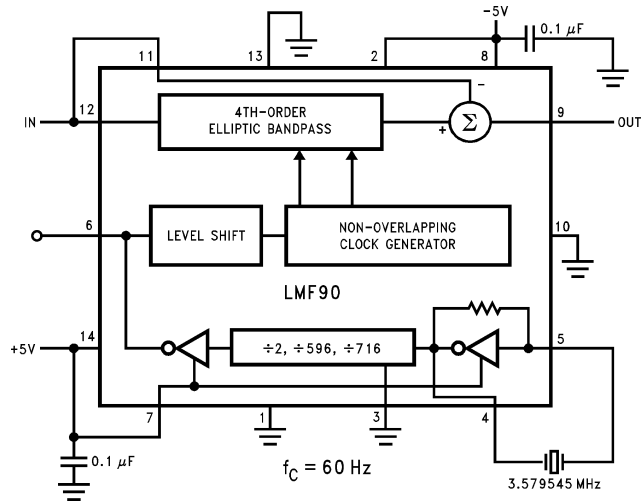 -5V
0.1 μF
11
13
2
8
-
IN
12
4TH-ORDER
ELLIPTIC BANDPASS
+
Σ
9
OUT
6
LEVEL SHIFT
NON-OVERLAPPING
CLOCK GENERATOR
10
LMF90
+5V
14
÷2, ÷596, ÷716
5
7
1
3
4
0.1 μF
fC = 60 Hz
3.579545 MHz